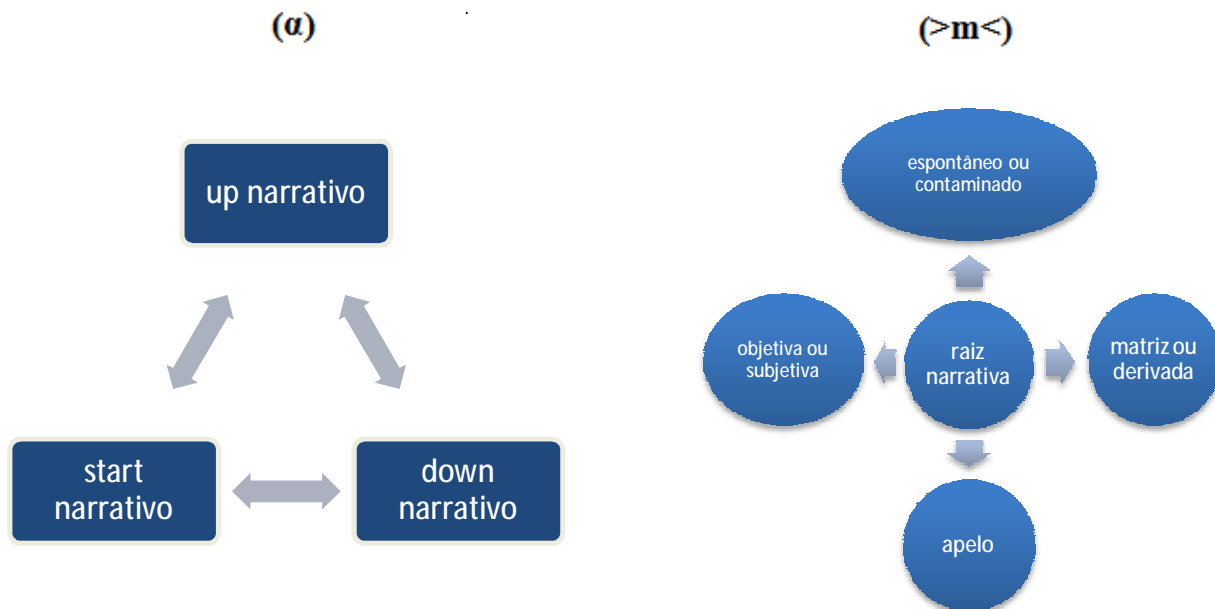 (α)
up narrativo
start
narrativo
down
narrativo
(>m<)
espontâneo ou
contaminado
objetiva ou
subjetiva
raiz
narrativa
matriz ou
derivada
apelo